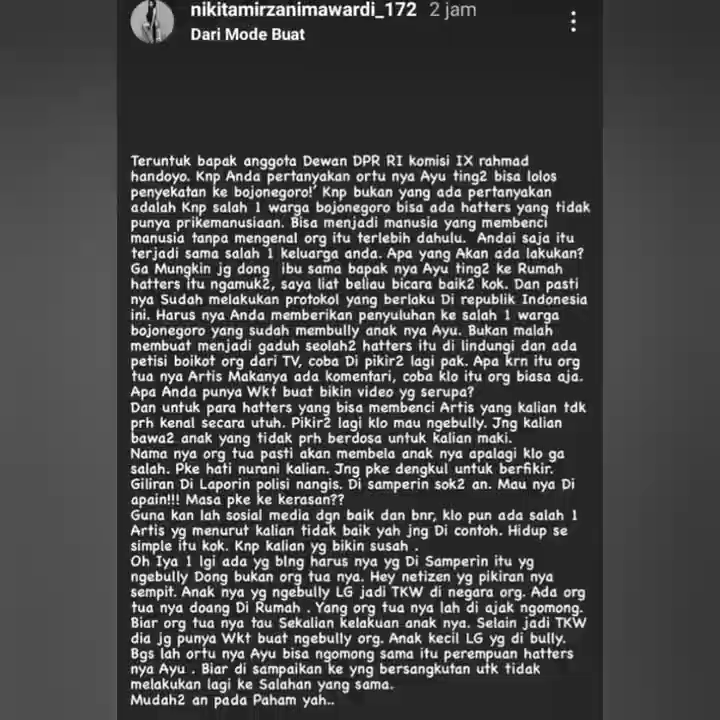 nikitamirzanimawardi_172 2 jam
Dari Mode Buat
Teruntuk bapak anggota Dewan DPR RI komisi IX rahmad
handoyo. Knp Anda pertanyakan ortu nya Ayu ting2 bisa lolos
penyekatan ke bojonegoro!' Knp bukan yang ada pertanyakan
adalah Knp salah 1 warga bojonegoro bisa ada hatters yang tidak
punya prikemanusiaan. Bisa menjadi manusia yang membenci
manusia tanpa mengenal org itu terlebih dahulu. Andai saja itu
terjadi sama salah 1 keluarga anda. Apa yang Akan ada lakukan?
Ga Mungkin jg dong ibu sama bapak nya Ayu ting2 ke Rumah
hatters itu ngamuk2, saya liat beliau bicara baik2 kok. Dan pasti
nya Sudah melakukan protokol yang berlaku Di republik Indonesia
ini. Harus nya Anda memberikan penyuluhan ke salah 1 warga
bojonegoro yang sudah membully anak nya Ayu. Bukan malah
membuat menjadi gaduh seolah2 hatters itu di lindungi dan ada
petisi boikot org dari TV, coba Di pikir2 lagi pak. Apa krn itu org
tua nya Artis Makanya ada komentari, coba klo itu org biasa aja.
Apa Anda punya Wkt buat bikin video yg serupa?
Dan untuk para hatters yang bisa membenci Artis yang kalian tdk
prh kenal secara utuh. Pikir2 lagi klo mau ngebully. Jng kalian
bawa2 anak yang tidak prh berdosa untuk kalian maki.
Nama nya org tua pasti akan membela anak nya apalagi klo ga
salah. Pke hati nurani kalian. Jng pke dengkul untuk berfikir.
Giliran Di Laporin polisi nangis. Di samperin sok2 an. Mau nya Di
apain!!! Masa pke ke kerasan??
Guna kan lah sosial media dgn baik dan bnr, klo pun ada salah 1
Artis yg menurut kalian tidak baik yah jng Di contoh. Hidup se
simple itu kok. Knp kalian yg bikin susah .
Oh Iya 1 lgi ada yg blng harus nya yg Di Samperin itu yg
ngebully Dong bukan org tua nya. Hey netizen yg pikiran nya
sempit. Anak nya yg ngebully LG jadi TKW di negara org. Ada org
tua nya doang Di Rumah . Yang org tua nya lah di ajak ngomong.
Biar org tua nya tau Sekalian kelakuan anak nya. Selain jadi TKW
dia jg punya Wkt buat ngebully org. Anak kecil LG yg di bully.
Bgs lah ortu nya Ayu bisa ngomong sama itu perempuan hatters
nya Ayu . Biar di sampaikan ke yng bersangkutan utk tidak
melakukan lagi ke Salahan yang sama.
Mudah2 an pada Paham yah..